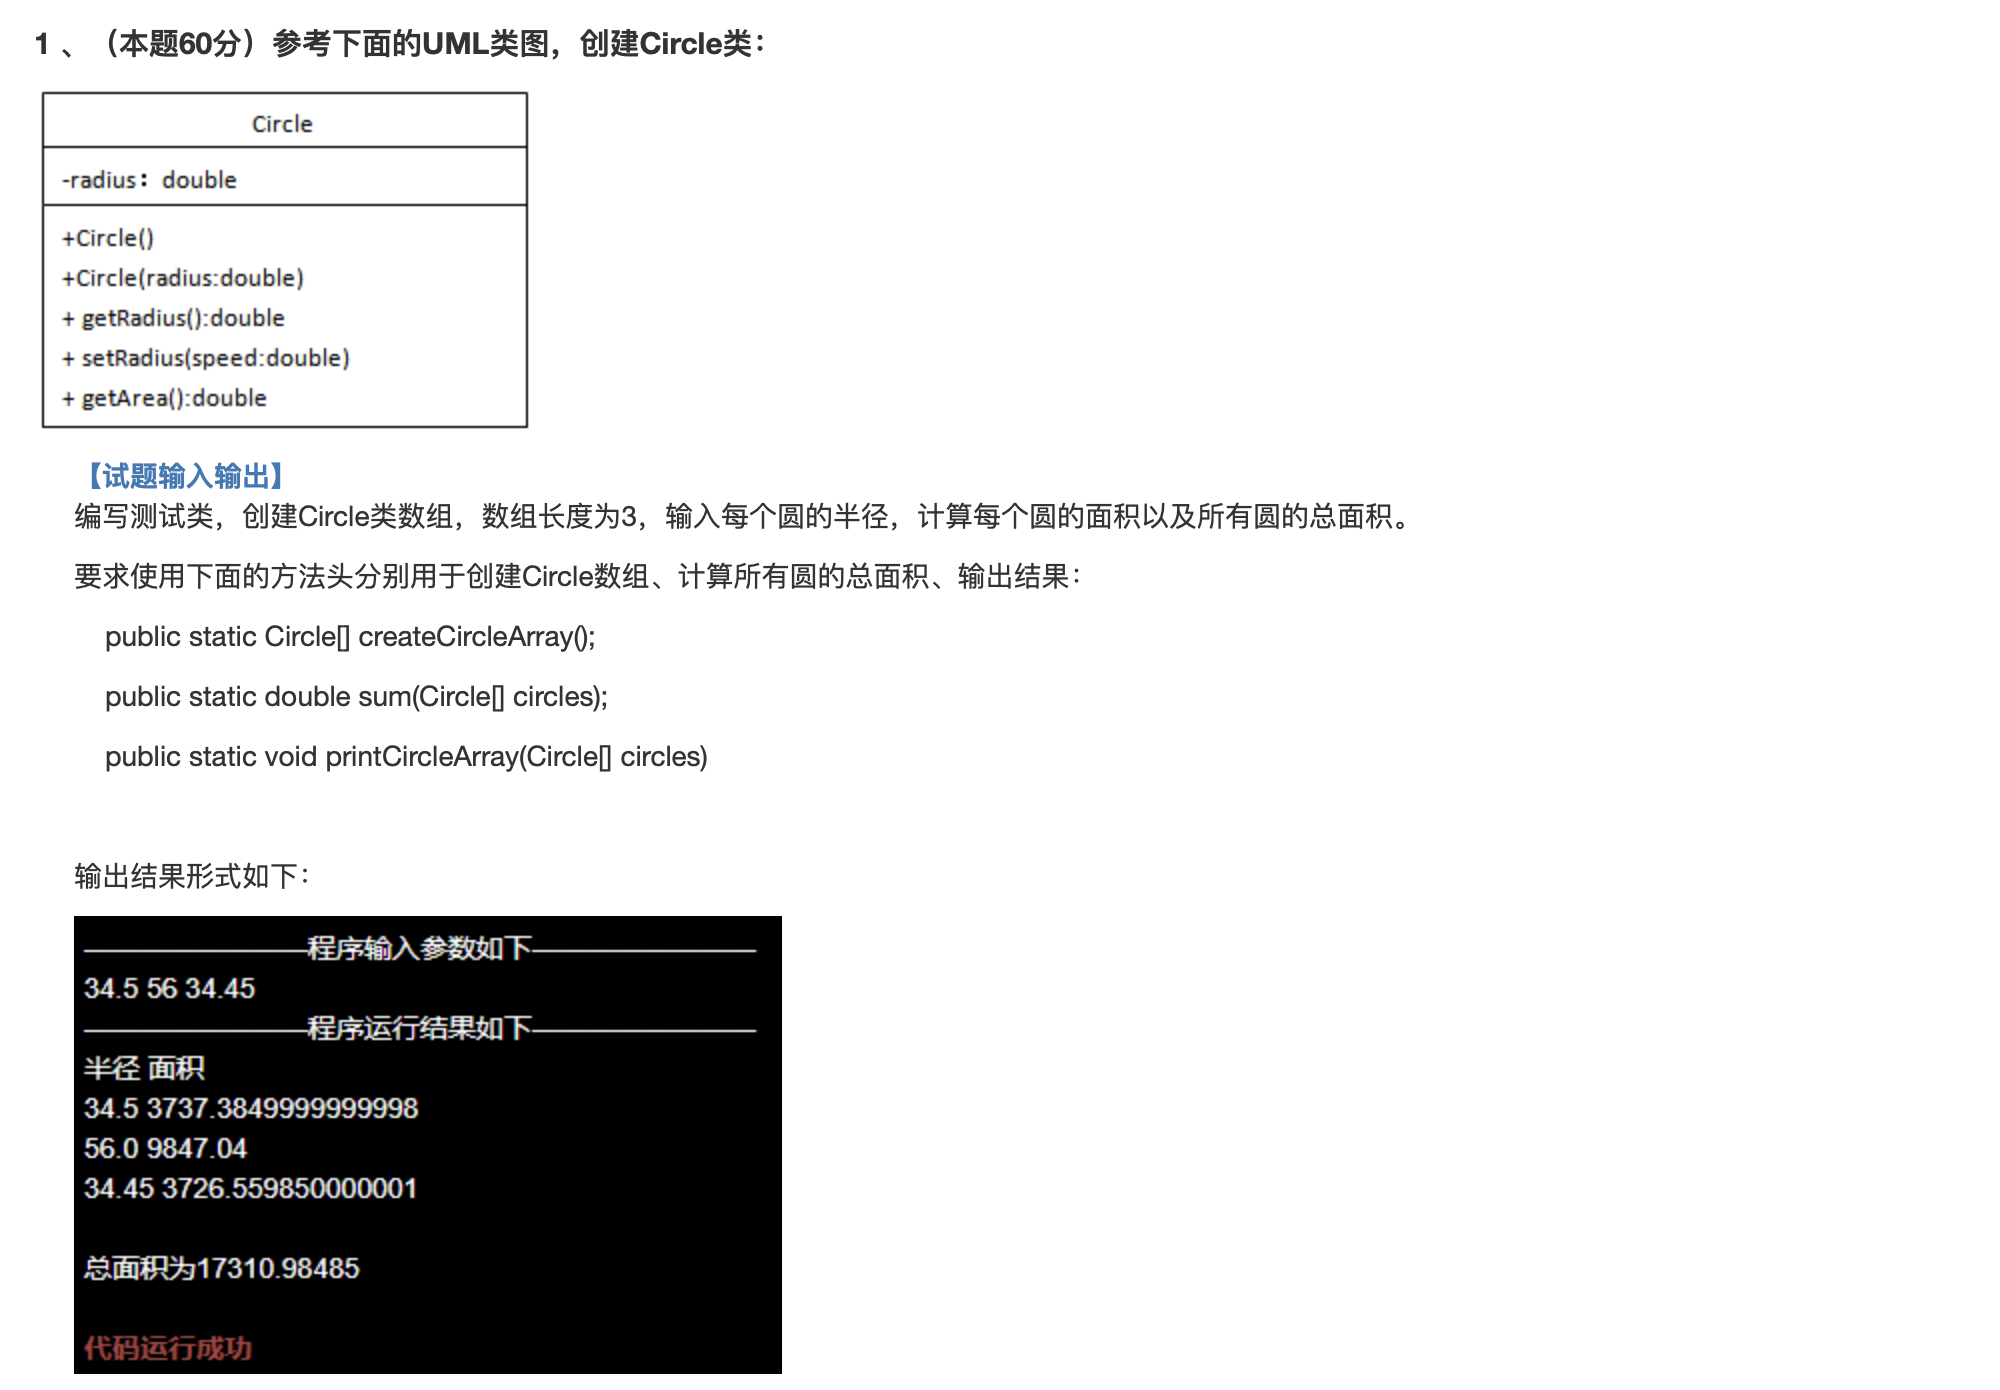 1 、（本题60分）参考下面的UML类图，创建Circle类：
Circle
-radius：double
+Circle()
+Circle(radius:double)
+ getRadius():double
+ setRadius(speed:double)
+ getArea():double
【试题输入输出】
编写测试类，创建Circle类数组，数组长度为3，输入每个圆的半径，计算每个圆的面积以及所有圆的总面积。
要求使用下面的方法头分别用于创建Circle数组、计算所有圆的总面积、输出结果：
public static Circle[] createCircleArray();
public static double sum(Circle[] circles);
public static void printCircleArray(Circle[] circles)
输出结果形式如下：
————————程序输入参数如下————————
34.5 56 34.45
————————程序运行结果如下————————
半径 面积
34.5 3737.3849999999998
56.0 9847.04
34.45 3726.559850000001
总面积为17310.98485
代码运行成功